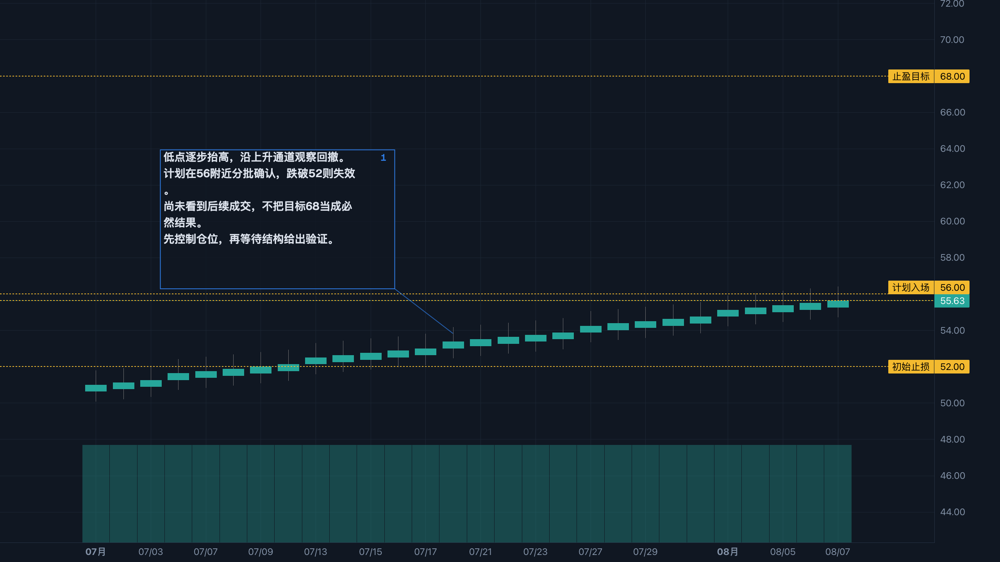 72.00
70.00
止盈目标 68.00
66.00
64.00
低点逐步抬高，沿上升通道观察回撤。 1
计划在56附近分批确认，跌破52则失效
。
尚未看到后续成交，不把目标68当成必
然结果。
先控制仓位，再等待结构给出验证。
62.00
60.00
58.00
计划入场 56.00
55.63
54.00
初始止损 52.00
50.00
48.00
46.00
44.00
07月 07/03 07/07 07/09 07/13 07/15 07/17 07/21 07/23 07/27 07/29 08月 08/05 08/07